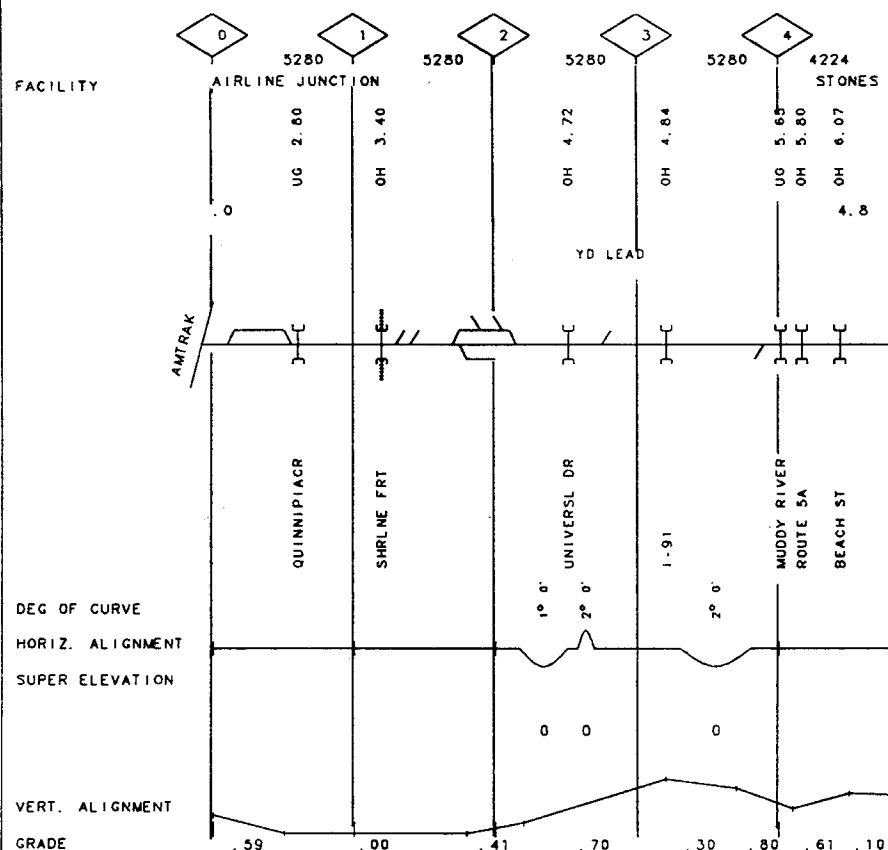 0 1 2 3 4
5280 5280 5280 5280 4224
FACILITY AIRLINE JUNCTION STONES
UG 2.80
OH 3.40
OH 4.72
OH 4.84
UG 5.65
OH 5.80
OH 6.07
.0 4.8
YD LEAD
AMTRAK
QUINNIPIACR
SHRLNE FRT
UNIVERSL DR
I-91
MUDDY RIVER
ROUTE 5A
BEACH ST
DEG OF CURVE 1° 0' 2° 0' 2° 0'
HORIZ. ALIGNMENT
SUPER ELEVATION
0 0 0
VERT. ALIGNMENT
GRADE .59 .00 .41 .70 .30 .80 .61 .10